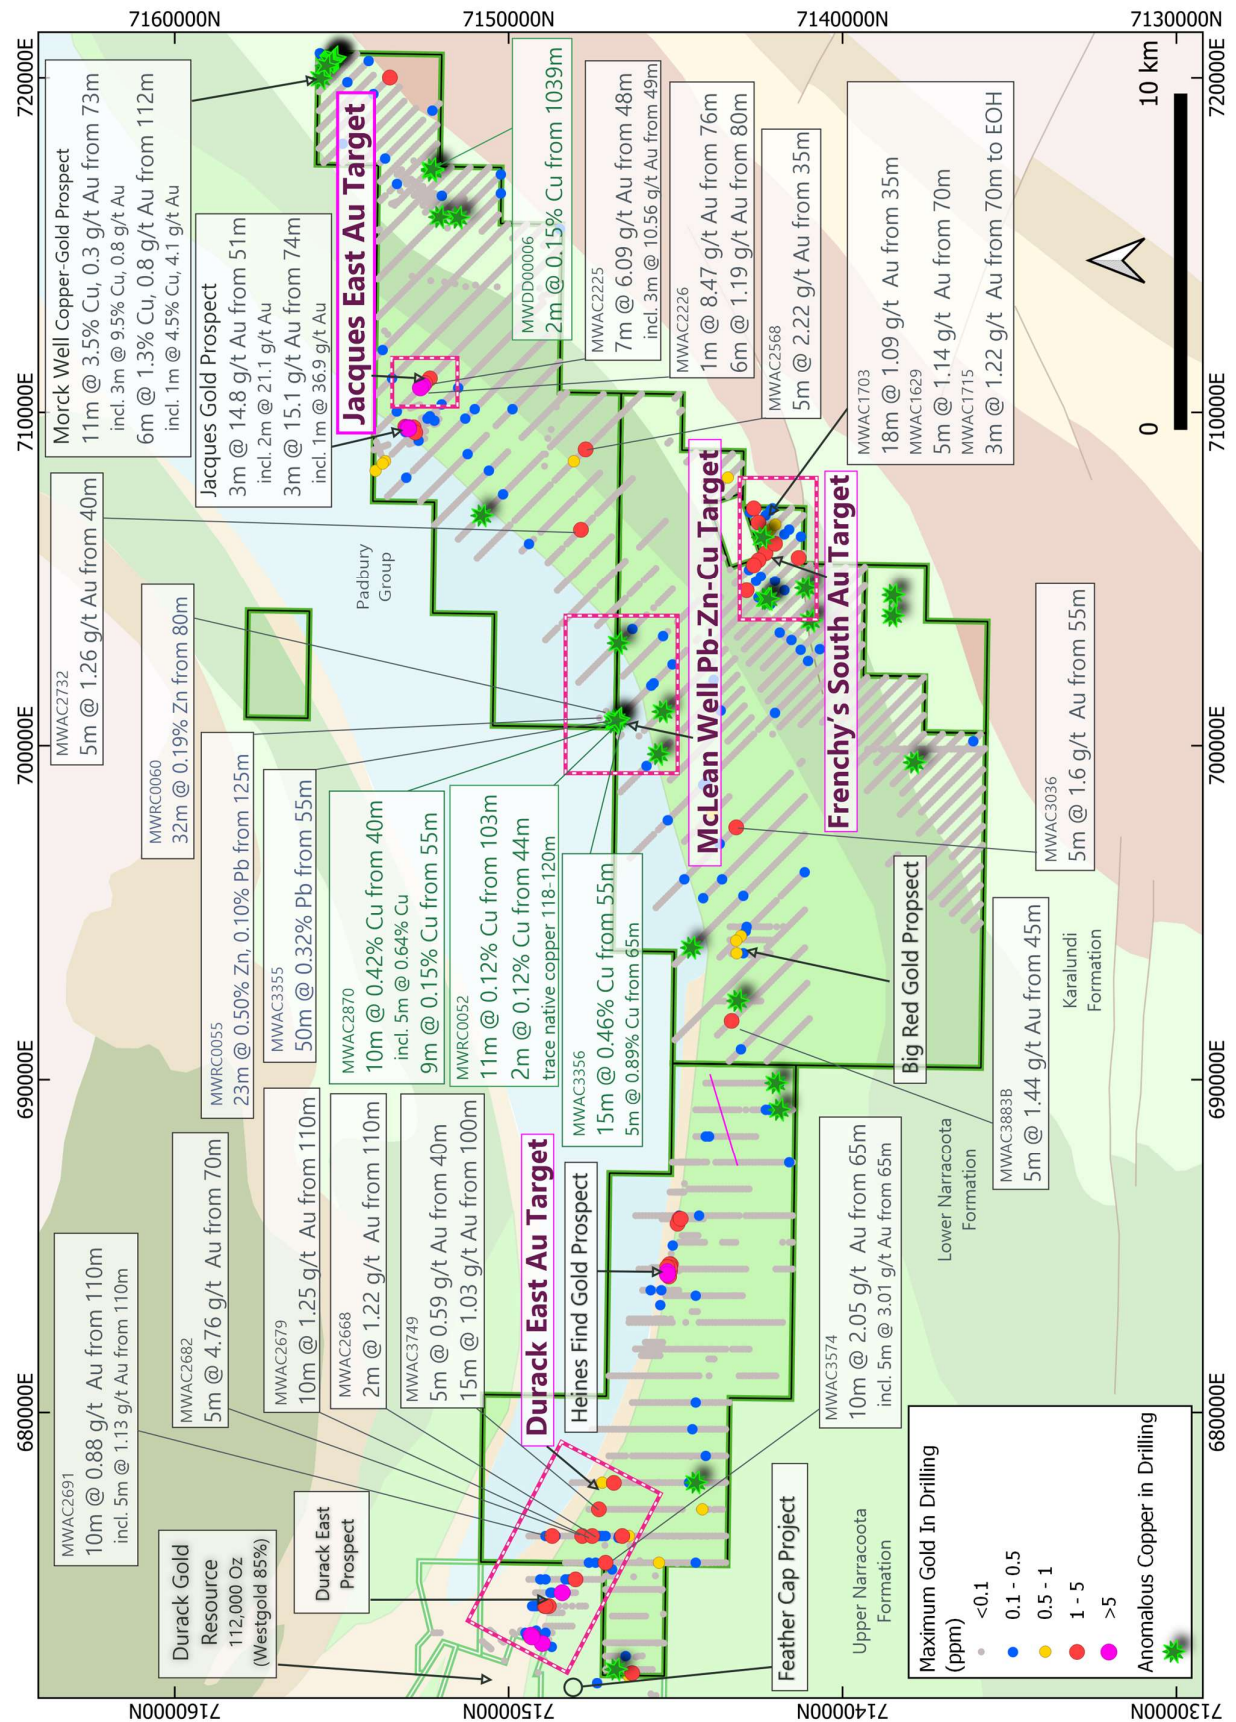 7160000N
7150000N
7140000N
7130000N
720000E
710000E
700000E
690000E
680000E
MWAC2691
10m @ 0.88 g/t Au from 110m
incl. 5m @ 1.13 g/t Au from 110m
MWAC2682
5m @ 4.76 g/t Au from 70m
MWAC2679
10m @ 1.25 g/t Au from 110m
MWAC2668
2m @ 1.22 g/t Au from 110m
MWAC3749
5m @ 0.59 g/t Au from 40m
15m @ 1.03 g/t Au from 100m
Durack Gold
Resource
112,000 Oz
(Westgold 85%)
Durack East
Prospect
Durack East Au Target
Heines Find Gold Prospect
Feather Cap Project
MWAC3574
10m @ 2.05 g/t Au from 65m
incl. 5m @ 3.01 g/t Au from 65m
Upper Narracoota
Formation
Lower Narracoota
Formation
MWRC0060
32m @ 0.19% Zn from 80m
MWRC0055
23m @ 0.50% Zn, 0.10% Pb from 125m
MWAC3355
50m @ 0.32% Pb from 55m
MWAC2870
10m @ 0.42% Cu from 40m
incl. 5m @ 0.64% Cu
9m @ 0.15% Cu from 55m
MWRC0052
11m @ 0.12% Cu from 103m
2m @ 0.12% Cu from 44m
trace native copper 118-120m
MWAC3356
15m @ 0.46% Cu from 55m
5m @ 0.89% Cu from 65m
MWAC2732
5m @ 1.26 g/t Au from 40m
Padbury
Group
McLean Well Pb-Zn-Cu Target
Frenchy's South Au Target
Big Red Gold Propsect
MWAC3883B
5m @ 1.44 g/t Au from 45m
MWAC3036
5m @ 1.6 g/t Au from 55m
Karalundi
Formation
Morck Well Copper-Gold Prospect
11m @ 3.5% Cu, 0.3 g/t Au from 73m
incl. 3m @ 9.5% Cu, 0.8 g/t Au
6m @ 1.3% Cu, 0.8 g/t Au from 112m
incl. 1m @ 4.5% Cu, 4.1 g/t Au
Jacques Gold Prospect
3m @ 14.8 g/t Au from 51m
incl. 2m @ 21.1 g/t Au
3m @ 15.1 g/t Au from 74m
incl. 1m @ 36.9 g/t Au
Jacques East Au Target
MWDD00006
2m @ 0.15% Cu from 1039m
MWAC2225
7m @ 6.09 g/t Au from 48m
incl. 3m @ 10.56 g/t Au from 49m
MWAC2226
1m @ 8.47 g/t Au from 76m
6m @ 1.19 g/t Au from 80m
MWAC2568
5m @ 2.22 g/t Au from 35m
MWAC1703
18m @ 1.09 g/t Au from 35m
MWAC1629
5m @ 1.14 g/t Au from 70m
MWAC1715
3m @ 1.22 g/t Au from 70m to EOH
0
10 km
Maximum Gold In Drilling
(ppm)
<0.1
0.1 - 0.5
0.5 - 1
1 - 5
>5
Anomalous Copper in Drilling
720000E
710000E
700000E
690000E
680000E
7160000N
7150000N
7140000N
7130000N